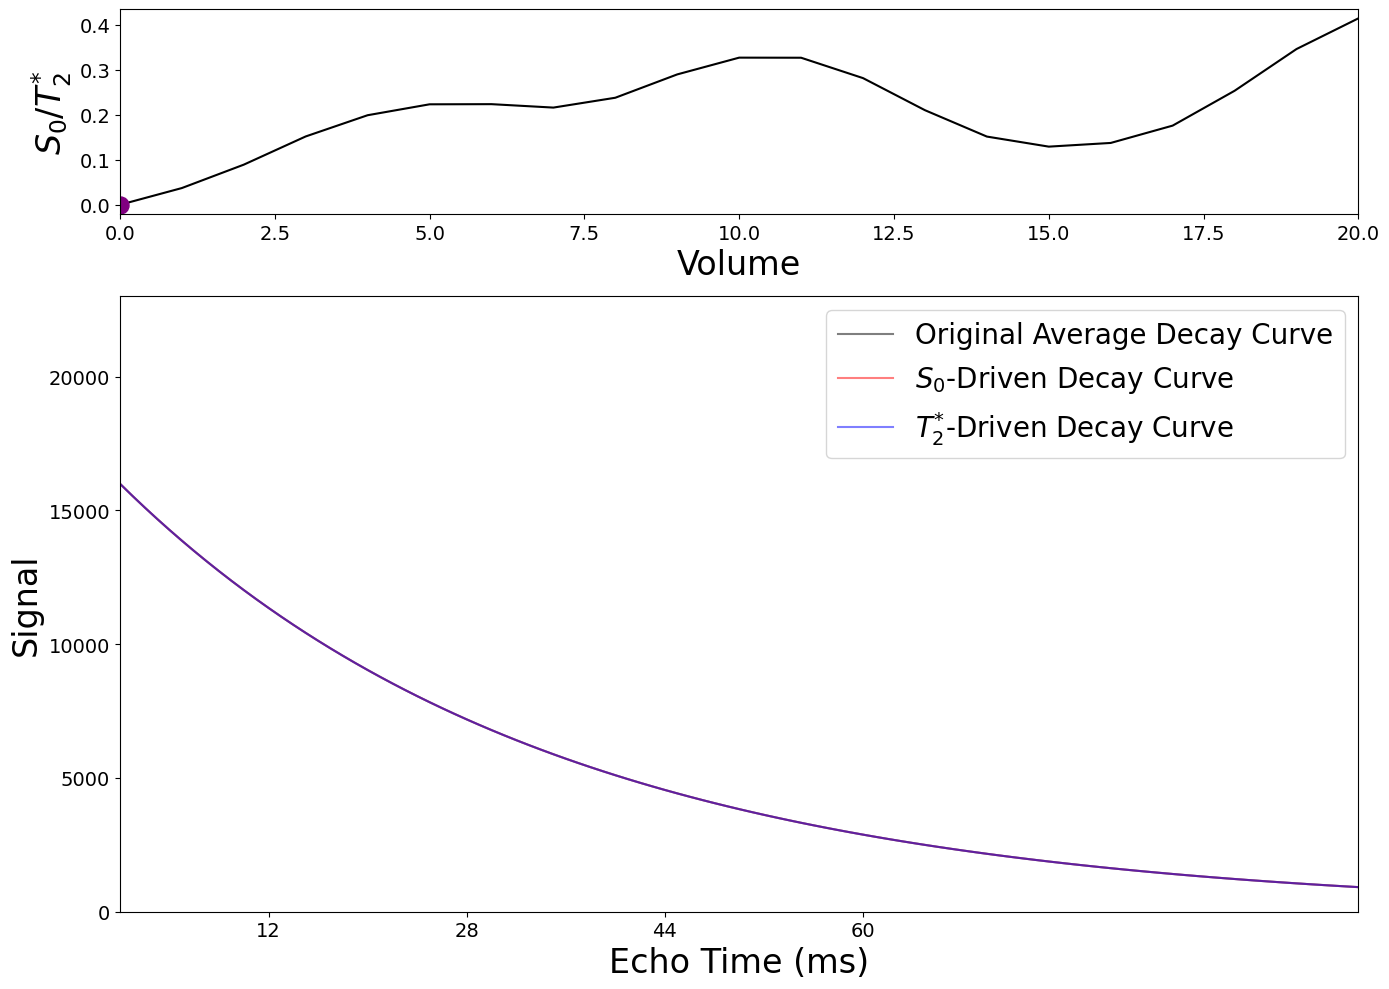 0.4
0.3
0.2
0.1
0.0
S₀/T₂*
0.0 2.5 5.0 7.5 10.0 12.5 15.0 17.5 20.0
Volume
Original Average Decay Curve
S₀-Driven Decay Curve
T₂*-Driven Decay Curve
20000
15000
10000
5000
0
Signal
12 28 44 60
Echo Time (ms)